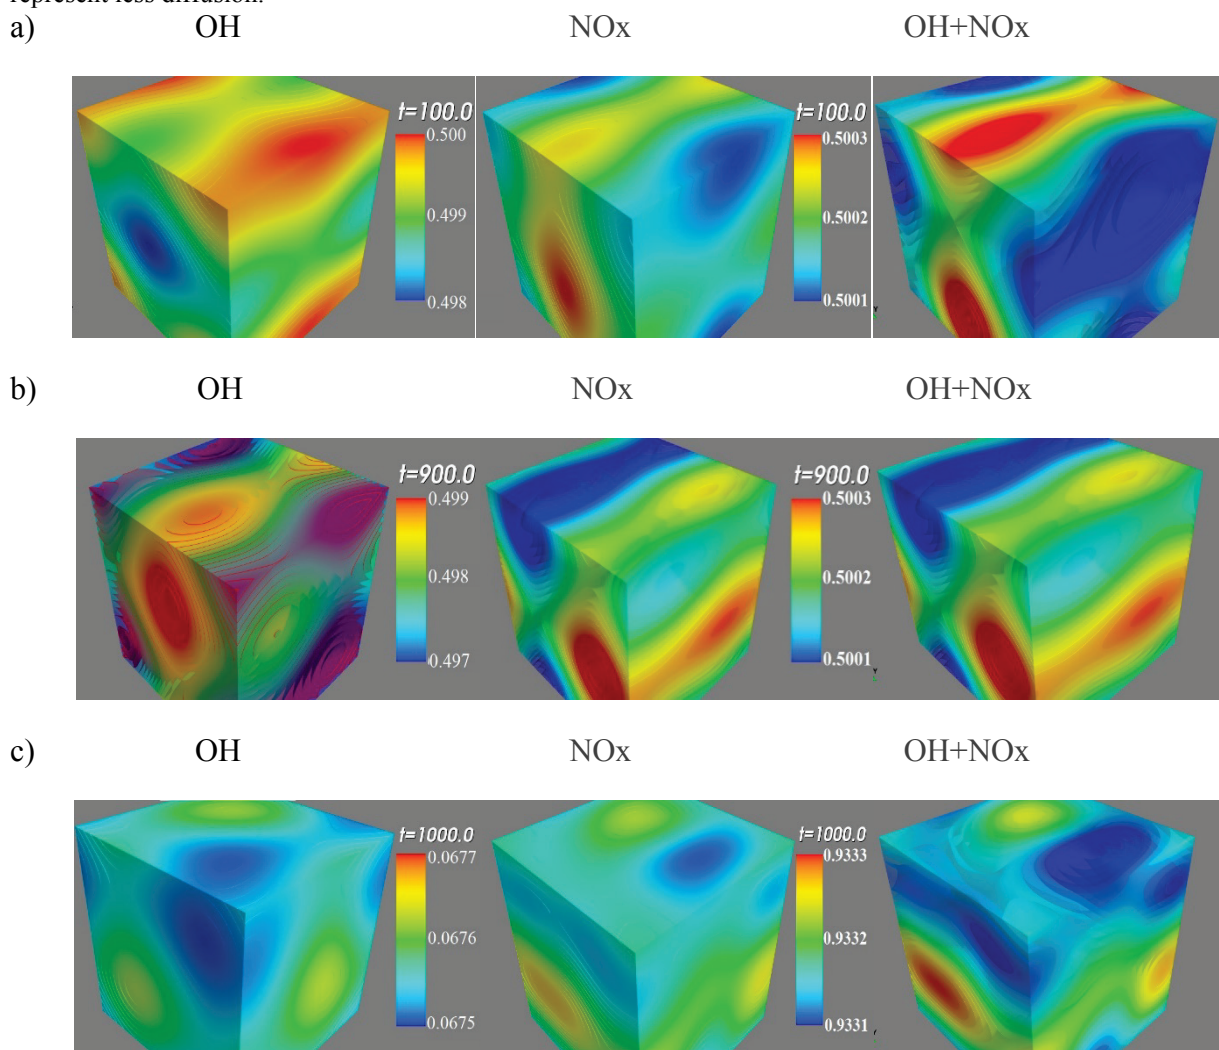 represent less diffusion.
a) OH NOx OH+NOx
t=100.0 t=100.0
0.500 0.5003
0.499 0.5002
0.498 0.5001
Y
b) OH NOx OH+NOx
t=900.0 t=900.0
0.499 0.5003
0.498 0.5002
0.497 0.5001
Y
c) OH NOx OH+NOx
t=1000.0 t=1000.0
0.0677 0.9333
0.0676 0.9332
0.0675 0.9331